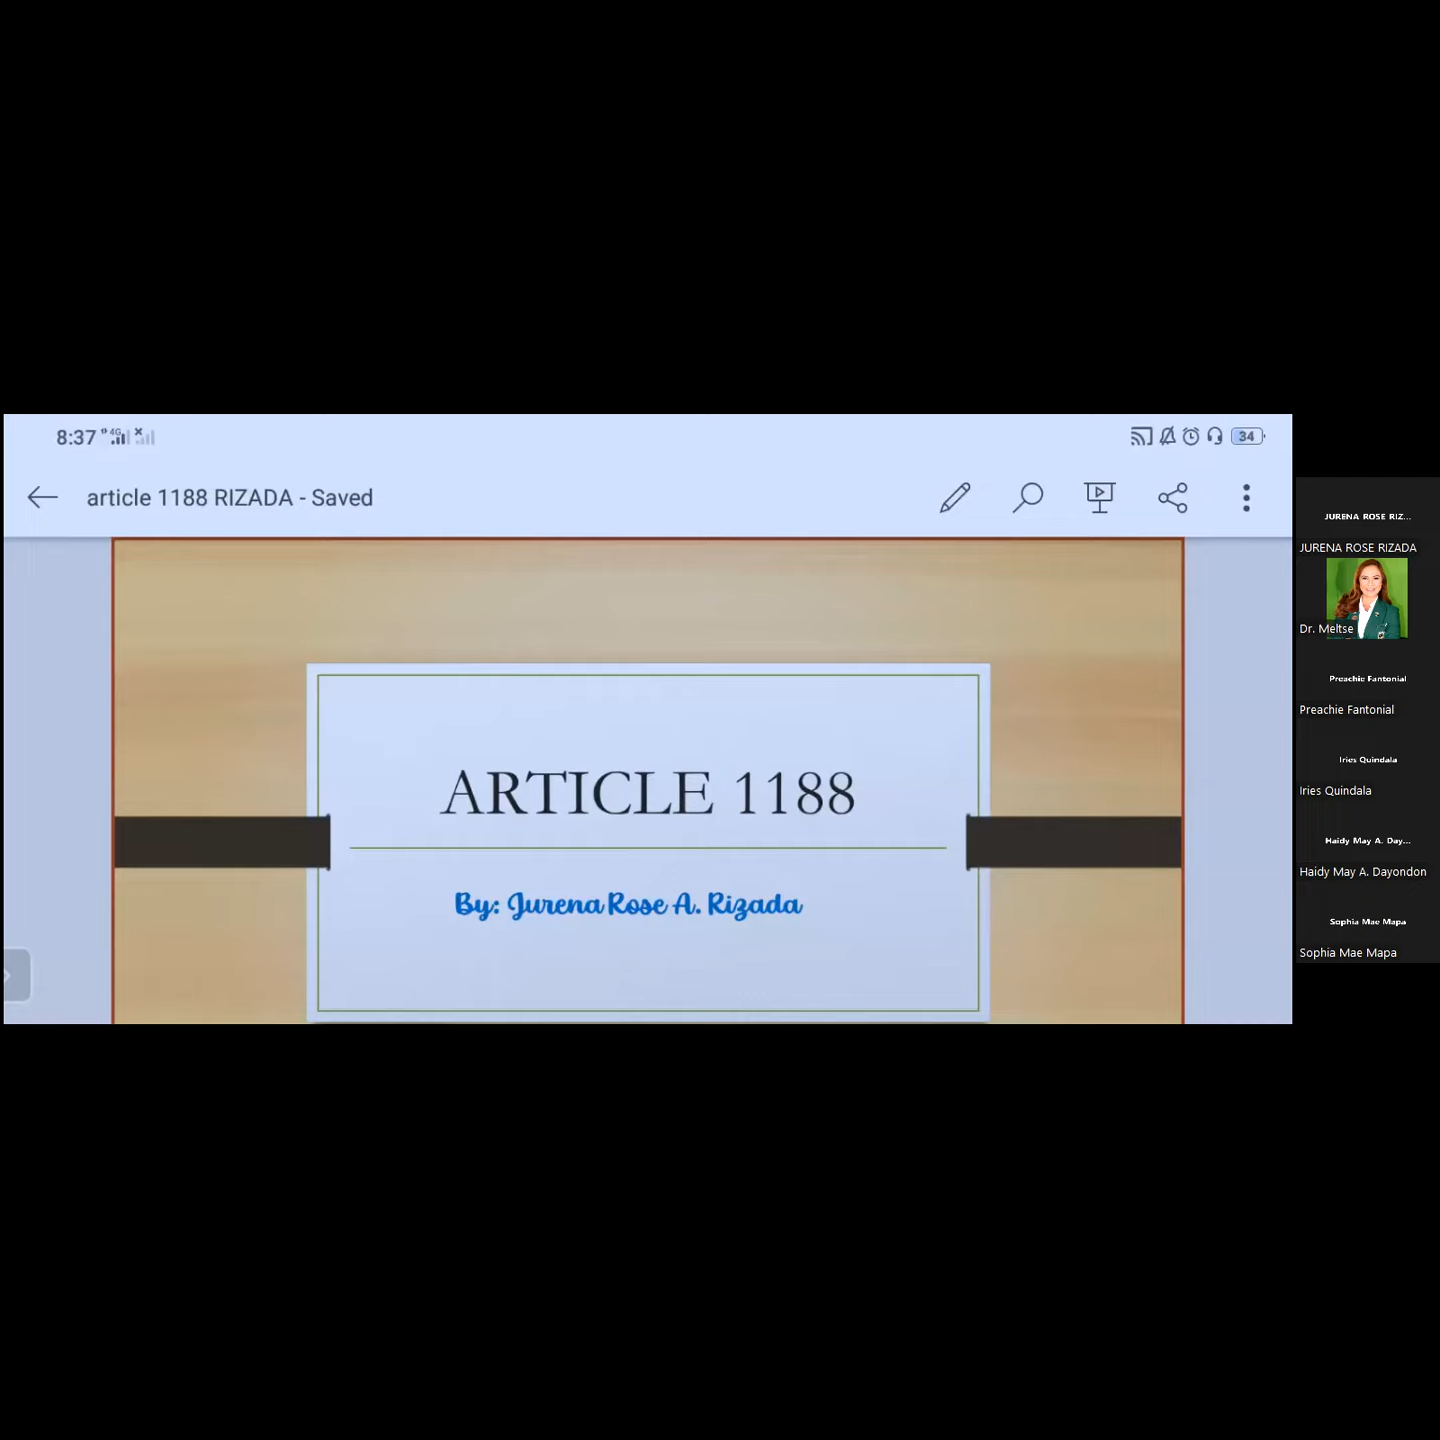 8:37
4G
34
article 1188 RIZADA - Saved
ARTICLE 1188
By: Jurena Rose A. Rizada
JURENA ROSE RIZ...
JURENA ROSE RIZADA
Dr. Meltse
Preachie Fantonial
Preachie Fantonial
Iries Quindala
Iries Quindala
Haidy May A. Day...
Haidy May A. Dayondon
Sophia Mae Mapa
Sophia Mae Mapa